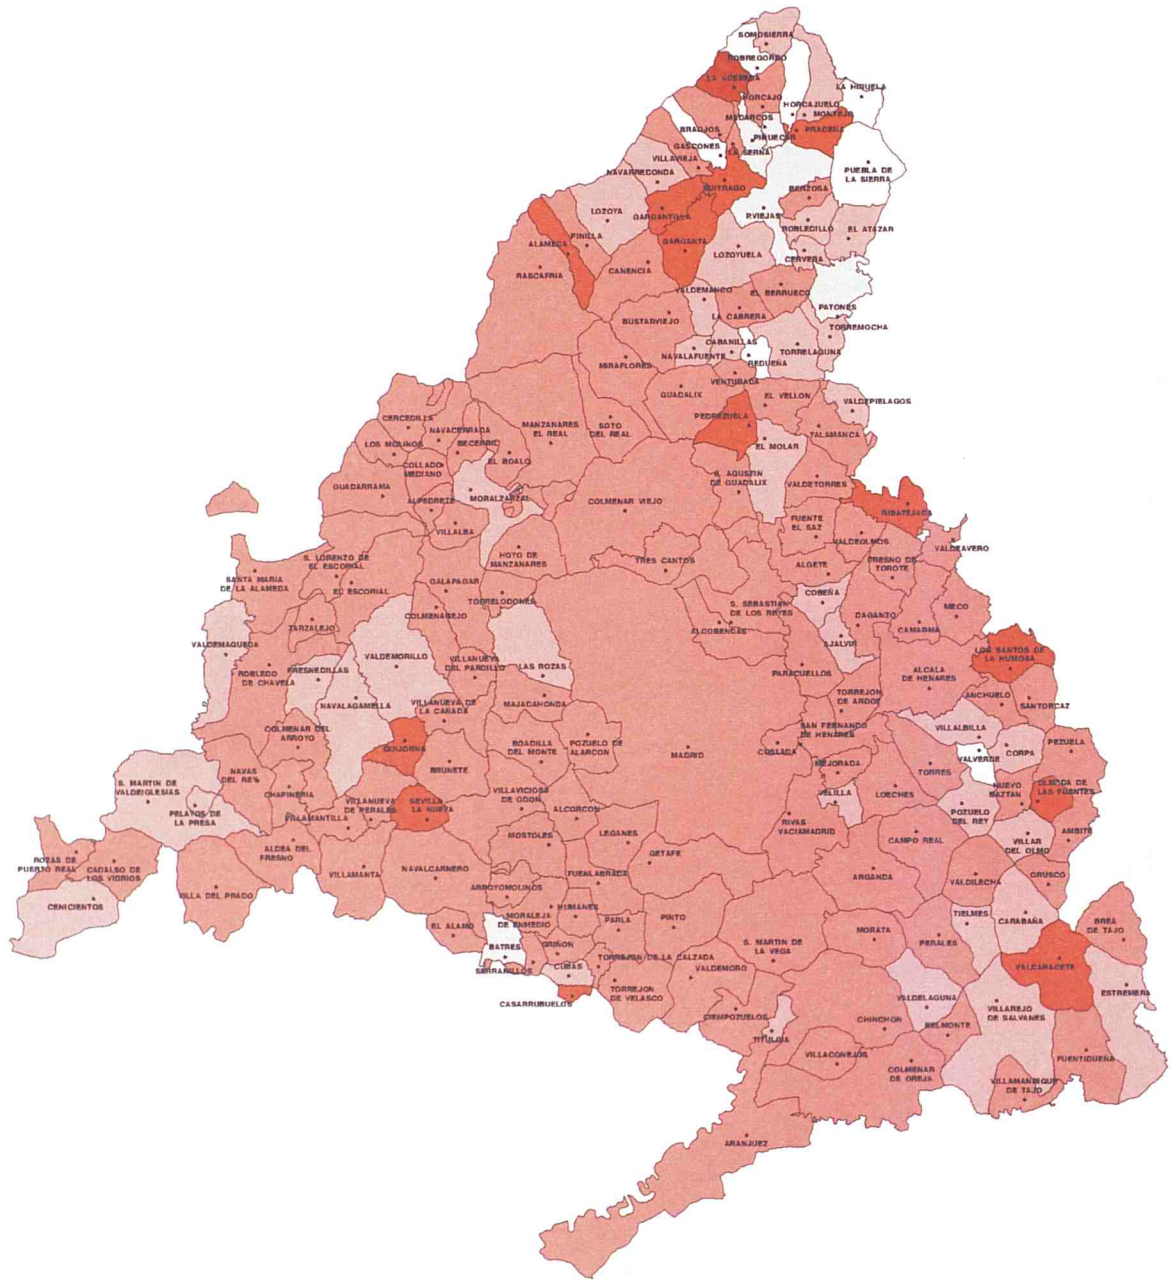 SOMOSIERRA
ROBREGORDO
LA ACEBEDA
LA HIRUELA
HORCAJO
HORCAJUELO
MONTEJO
MEDARCOS
BRAOJOS
PIÑUECAR
PRADENA
GASCONES
LA SERNA
VILLAVIEJA
NAVARREDONDA
PUEBLA DE
LA SIERRA
BUITRAGO
BERZOSA
LOZOYA
GARGANTILLA
P.VIEJAS
ROBLEDILLO
EL ATAZAR
PINILLA
ALAMEDA
GARGANTA
LOZOYUELA
CERVERA
RASCAFRIA
CANENCIA
VALDEMANCO
EL BERRUECO
PATONES
BUSTARVIEJO
LA CABRERA
TORREMOCHA
CABANILLAS
NAVALAFUENTE
REDUEÑA
TORRELAGUNA
MIRAFLORES
VENTURADA
GUADALIX
EL VELLON
VALDEPIELAGOS
PEDREZUELA
CERCEDILLA
NAVACERRADA
MANZANARES
EL REAL
SOTO
DEL REAL
TALAMANCA
LOS MOLINOS
BECERRIL
EL MOLAR
EL BOALO
COLLADO
MEDIANO
S. AGUSTIN
DE GUADALIX
VALDETORRES
GUADARRAMA
ALPEDRETE
MORALZARZAL
COLMENAR VIEJO
RIBATEJADA
FUENTE
EL SAZ
VILLALBA
VALDEOLMOS
VALDEAVERO
HOYO DE
MANZANARES
TRES CANTOS
ALGETE
FRESNO DE
TOROTE
S. LORENZO DE
EL ESCORIAL
SANTA MARIA
DE LA ALAMEDA
EL ESCORIAL
GALAPAGAR
TORRELODONES
COBEÑA
S. SEBASTIAN
DE LOS REYES
MECO
COLMENAREJO
ZARZALEJO
ALCOBENDAS
DAGANZO
CAMARMA
AJALVIR
VALDEMAQUEDA
VALDEMORILLO
LOS SANTOS DE
LA HUMOSA
ROBLEDO
DE CHAVELA
FRESNEDILLAS
VILLANUEVA
DEL PARDILLO
LAS ROZAS
PARACUELLOS
ALCALA
DE HENARES
NAVALAGAMELLA
VILLANUEVA DE
LA CAÑADA
MAJADAHONDA
TORREJON
DE ARDOZ
ANCHUELO
SANTORCAZ
COLMENAR DEL
ARROYO
SAN FERNANDO
DE HENARES
VILLALBILLA
QUIJORNA
BOADILLA
DEL MONTE
POZUELO DE
ALARCON
MADRID
COSLADA
CORPA
PEZUELA
VALVERDE
NAVAS
DEL REY
BRUNETE
MEJORADA
TORRES
S. MARTIN DE
VALDEIGLESIAS
CHAPINERIA
VILLAVICIOSA
DE ODON
VELILLA
LOECHES
NUEVO
BAZTAN
OLMEDA DE
LAS FUENTES
PELAYOS DE
LA PRESA
VILLANUEVA
DE PERALES
SEVILLA
LA NUEVA
ALCORCON
POZUELO
DEL REY
VILLAMANTILLA
RIVAS
VACIAMADRID
AMBITE
MOSTOLES
LEGANES
CAMPO REAL
VILLAR
DEL OLMO
ALDEA DEL
FRESNO
GETAFE
ROZAS DE
PUERTO REAL
CADALSO DE
LOS VIDRIOS
VILLAMANTA
NAVALCARNERO
FUENLABRADA
ARGANDA
VALDILECHA
ORUSCO
VILLA DEL PRADO
ARROYOMOLINOS
CENICIENTOS
HUMANES
MORALEJA
DE ENMEDIO
PARLA
PINTO
TIELMES
CARABAÑA
BREA
DE TAJO
EL ALAMO
MORATA
PERALES
BATRES
GRIÑON
S. MARTIN DE
LA VEGA
TORREJON DE LA CALZADA
SERRANILLOS
CUBAS
VALDEMORO
VALDARACETE
TORREJON
DE VELASCO
CASARRUBUELOS
VALDELAGUNA
ESTREMERA
CIEMPOZUELOS
VILLAREJO
DE SALVANES
CHINCHON
BELMONTE
TITULCIA
VILLACONEJOS
COLMENAR
DE OREJA
FUENTIDUEÑA
VILLAMANRIQUE
DE TAJO
ARANJUEZ